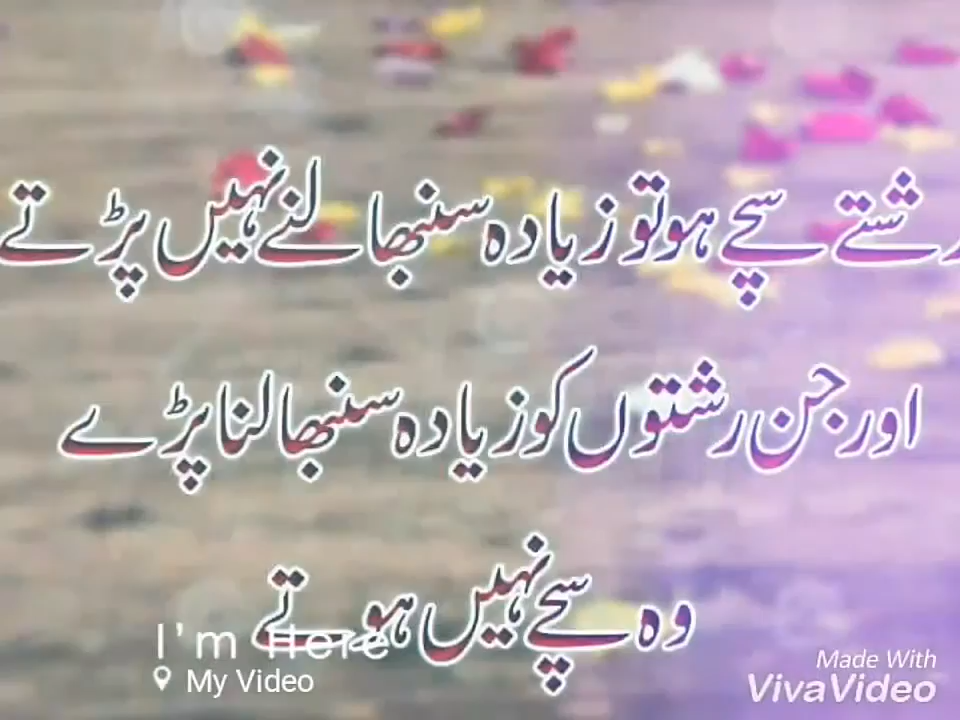 رشتے سچے ہو تو زیادہ سنبھالنے نہیں پڑتے
اور جن رشتوں کو زیادہ سنبھالنا پڑے
وہ سچے نہیں ہوتے
I'm Here
My Video
Made With
VivaVideo